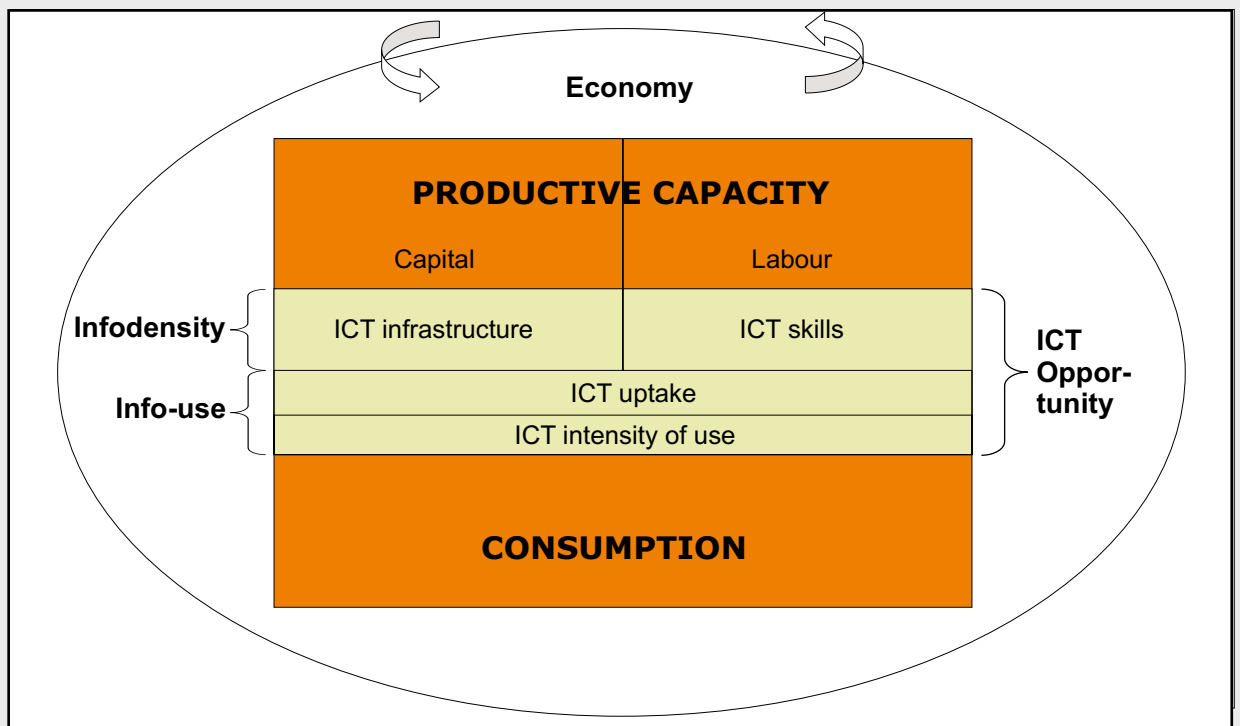 Economy
PRODUCTIVE CAPACITY
Capital
Labour
Infodensity
ICT infrastructure
ICT skills
ICT
Oppor-
tunity
Info-use
ICT uptake
ICT intensity of use
CONSUMPTION